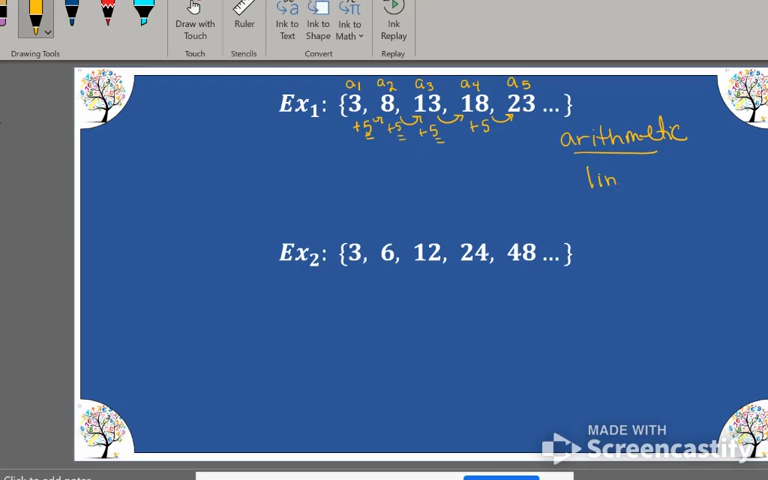 Draw with Touch
Ruler
Ink to Text
Ink to Shape
Ink to Math
Ink Replay
Drawing Tools
Touch
Stencils
Convert
Replay
a1 a2 a3 a4 a5
Ex1: {3, 8, 13, 18, 23 ...}
+5 +5 +5 +5
arithmetic
lin
Ex2: {3, 6, 12, 24, 48 ...}
MADE WITH
Screencastify
Click to add notes